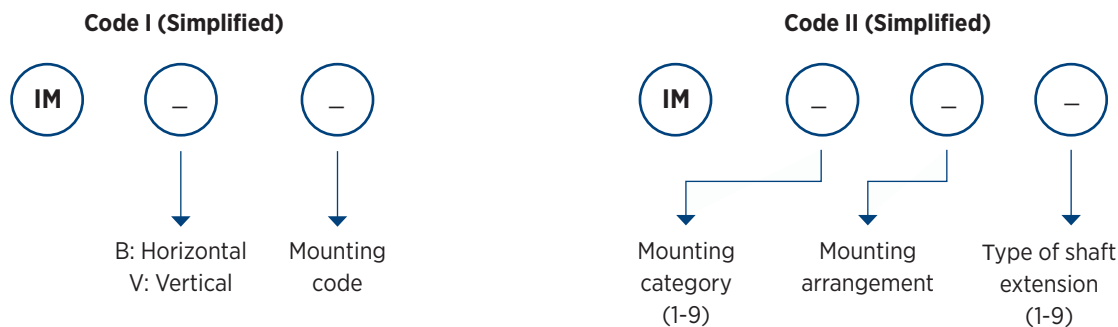 Code I (Simplified)
IM _ _
B: Horizontal
V: Vertical
Mounting
code
Code II (Simplified)
IM _ _ _
Mounting
category
(1-9)
Mounting
arrangement
Type of shaft
extension
(1-9)